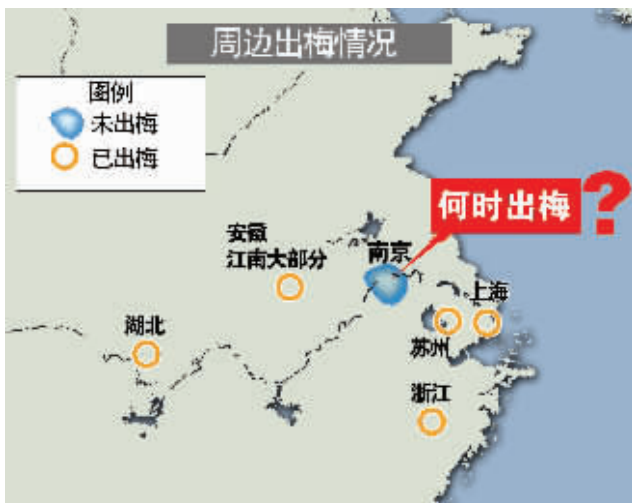 周边出梅情况
图例
未出梅
已出梅
何时出梅?
安徽
江南大部分
南京
上海
湖北
苏州
浙江